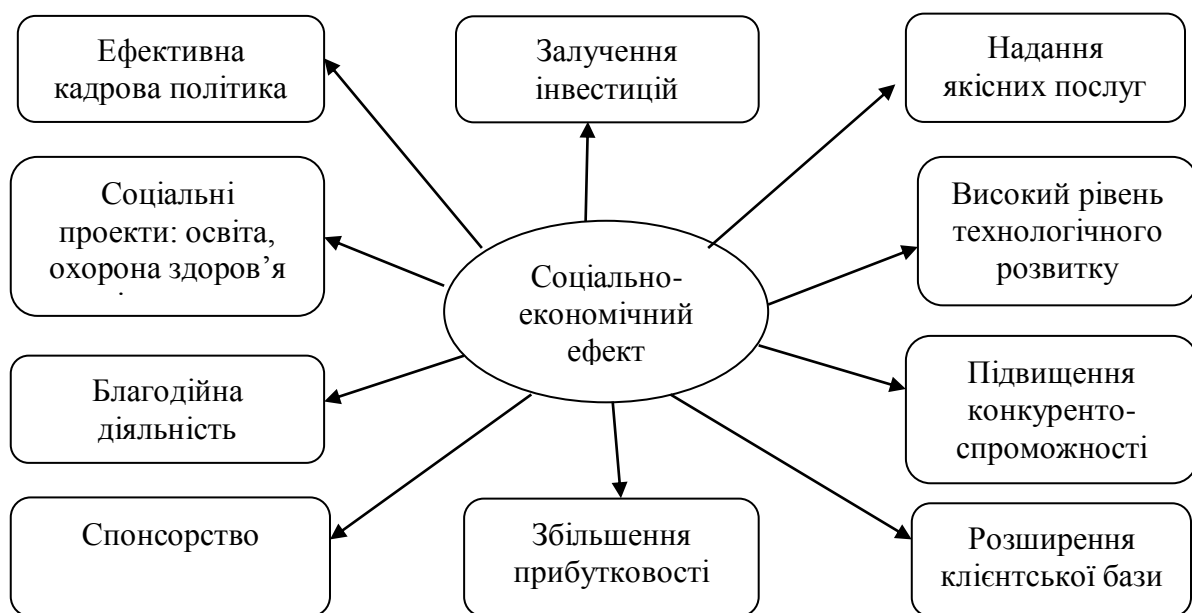 Ефективна
кадрова політика
Залучення
інвестицій
Надання
якісних послуг
Соціальні
проекти: освіта,
охорона здоров’я
Високий рівень
технологічного
розвитку
Соціально-
економічний
ефект
Благодійна
діяльність
Підвищення
конкуренто-
спроможності
Спонсорство
Збільшення
прибутковості
Розширення
клієнтської бази